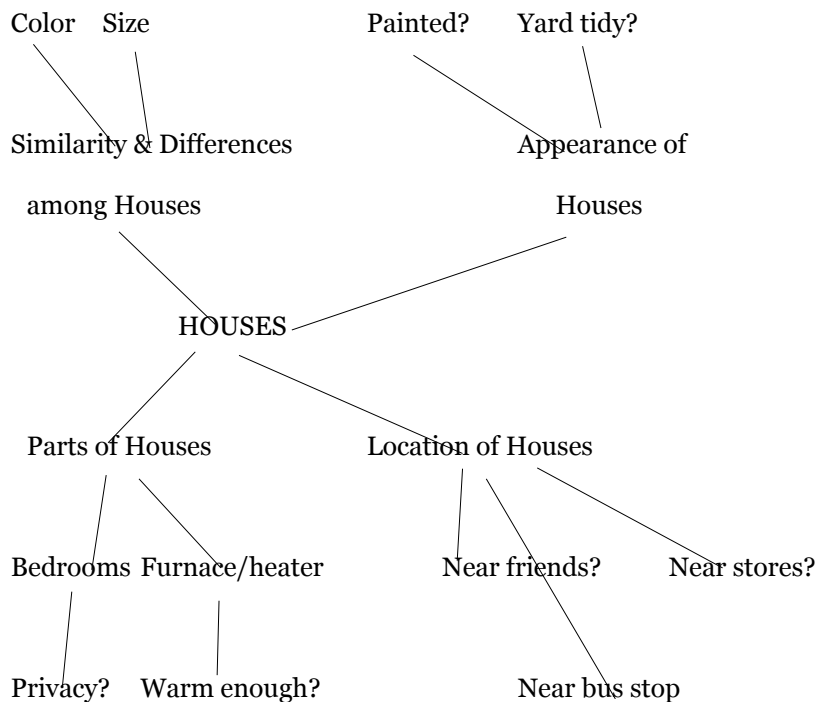 Color Size Painted? Yard tidy?
Similarity & Differences Appearance of
among Houses Houses
HOUSES
Parts of Houses Location of Houses
Bedrooms Furnace/heater Near friends? Near stores?
Privacy? Warm enough? Near bus stop